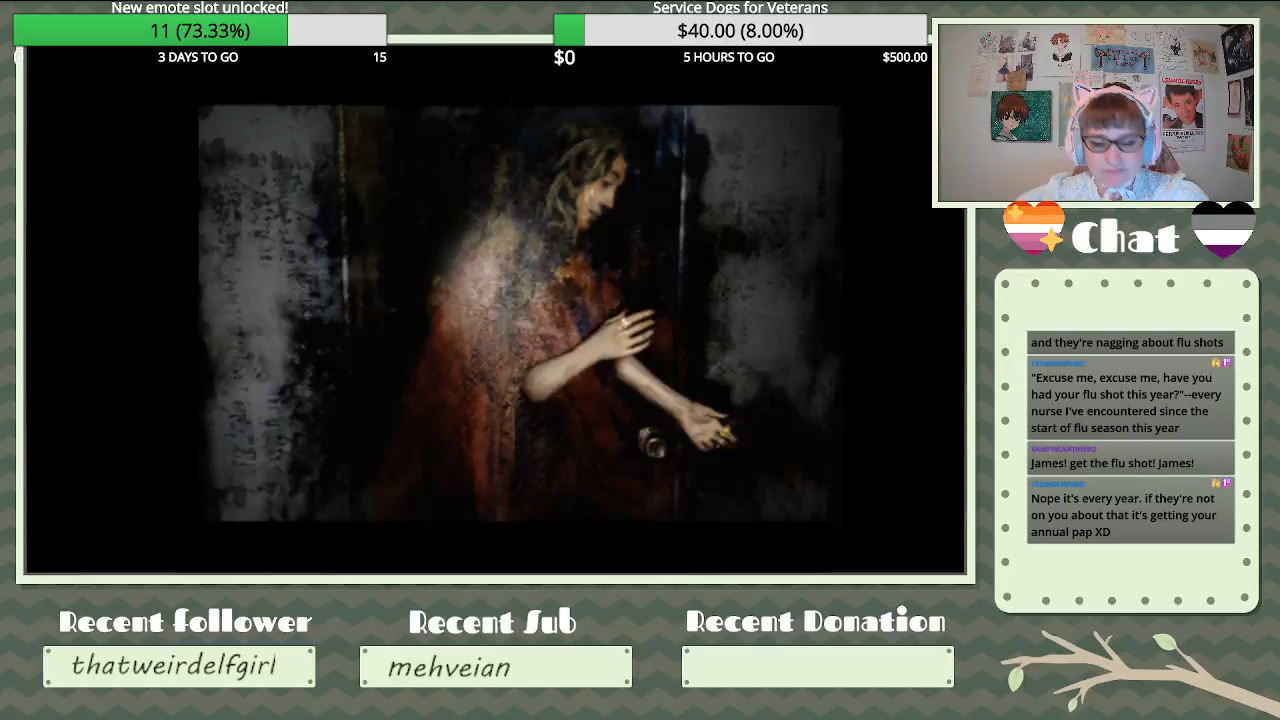 New emote slot unlocked!
11 (73.33%)
0
3 DAYS TO GO
15
Service Dogs for Veterans
$40.00 (8.00%)
$0
5 HOURS TO GO
$500.00
Chat
and they're nagging about flu shots
"Excuse me, excuse me, have you
had your flu shot this year?"--every
nurse I've encountered since the
start of flu season this year
VAMPIREANTIHERO
James! get the flu shot! James!
Nope it's every year. if they're not
on you about that it's getting your
annual pap XD
Recent Follower
thatweirdelfgirl
Recent Sub
mehveian
Recent Donation